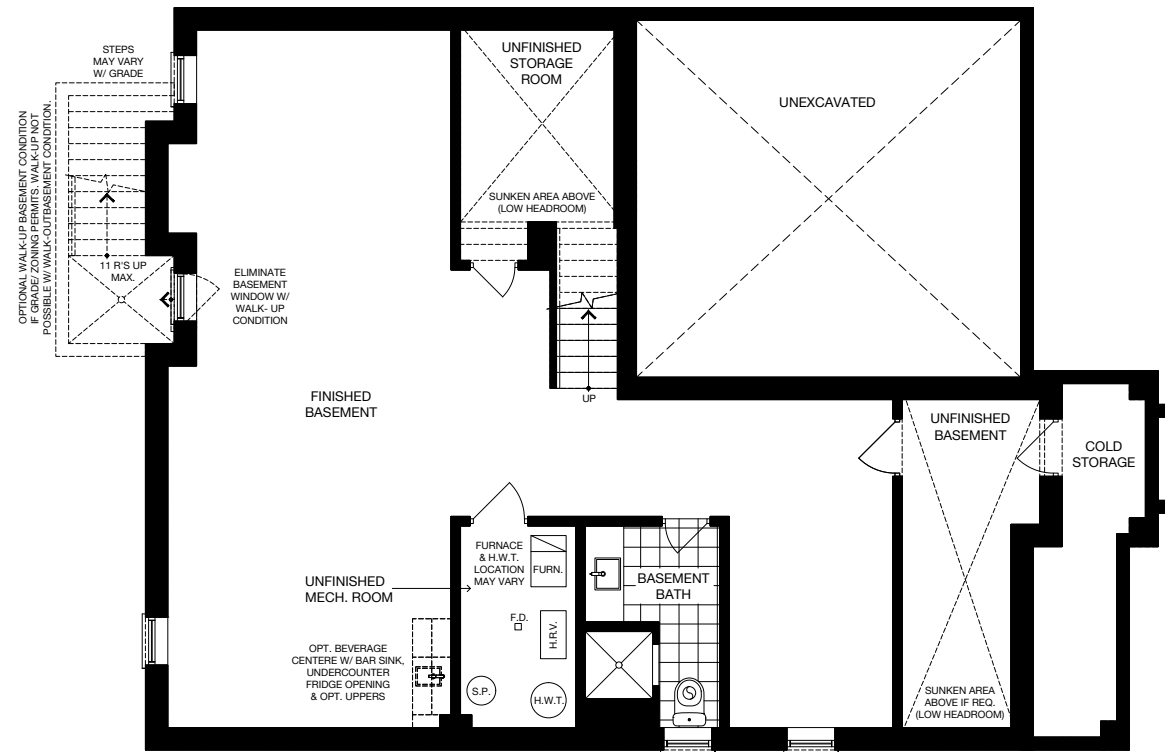 STEPS
MAY VARY
W/ GRADE
OPTIONAL WALK-UP BASEMENT CONDITION
IF GRADE/ ZONING PERMITS. WALK-UP NOT
POSSIBLE W/ WALK-OUTBASEMENT CONDITION.
11 R'S UP
MAX.
ELIMINATE
BASEMENT
WINDOW W/
WALK- UP
CONDITION
UNFINISHED
STORAGE
ROOM
SUNKEN AREA ABOVE
(LOW HEADROOM)
UNEXCAVATED
UP
FINISHED
BASEMENT
UNFINISHED
BASEMENT
COLD
STORAGE
FURNACE
& H.W.T.
LOCATION
MAY VARY
FURN.
UNFINISHED
MECH. ROOM
F.D.
H.R.V.
BASEMENT
BATH
OPT. BEVERAGE
CENTERE W/ BAR SINK,
UNDERCOUNTER
FRIDGE OPENING
& OPT. UPPERS
S.P.
H.W.T.
SUNKEN AREA
ABOVE IF REQ.
(LOW HEADROOM)